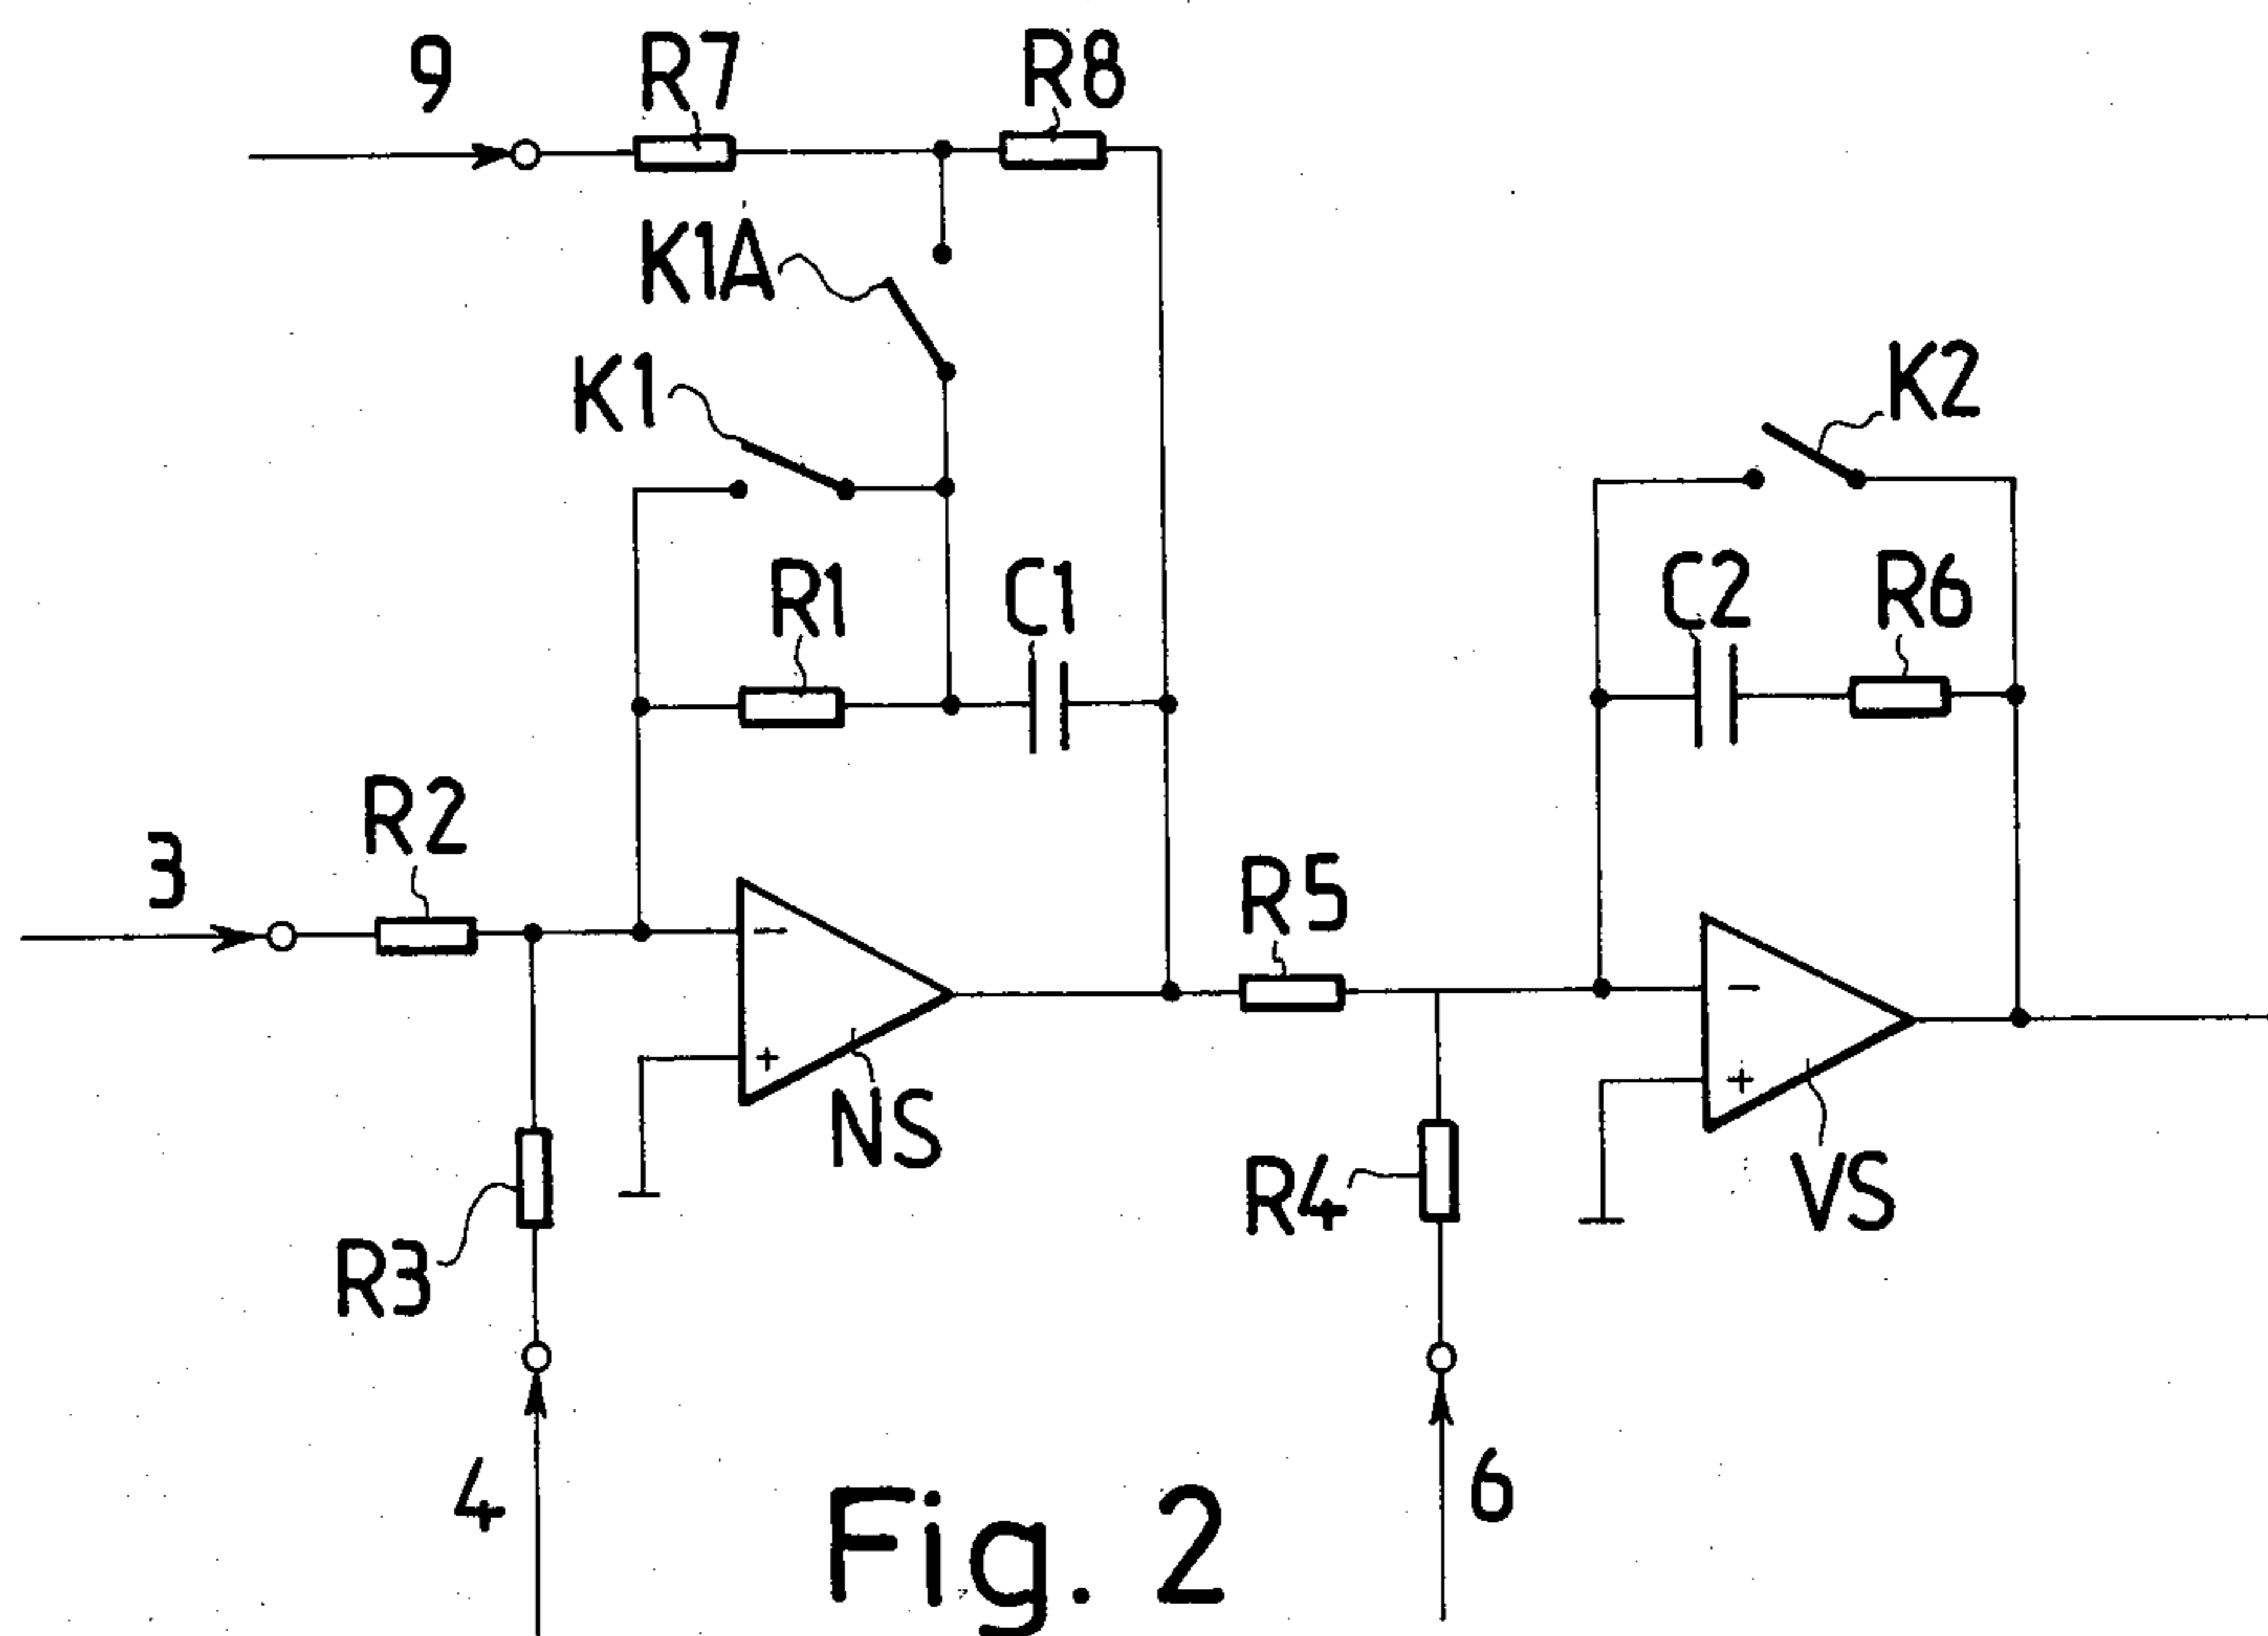 9
R7
R8
K1A
K1
K2
R1
C1
C2
R6
R2
3
R5
−
+
NS
−
+
VS
R3
R4
4
6
Fig. 2